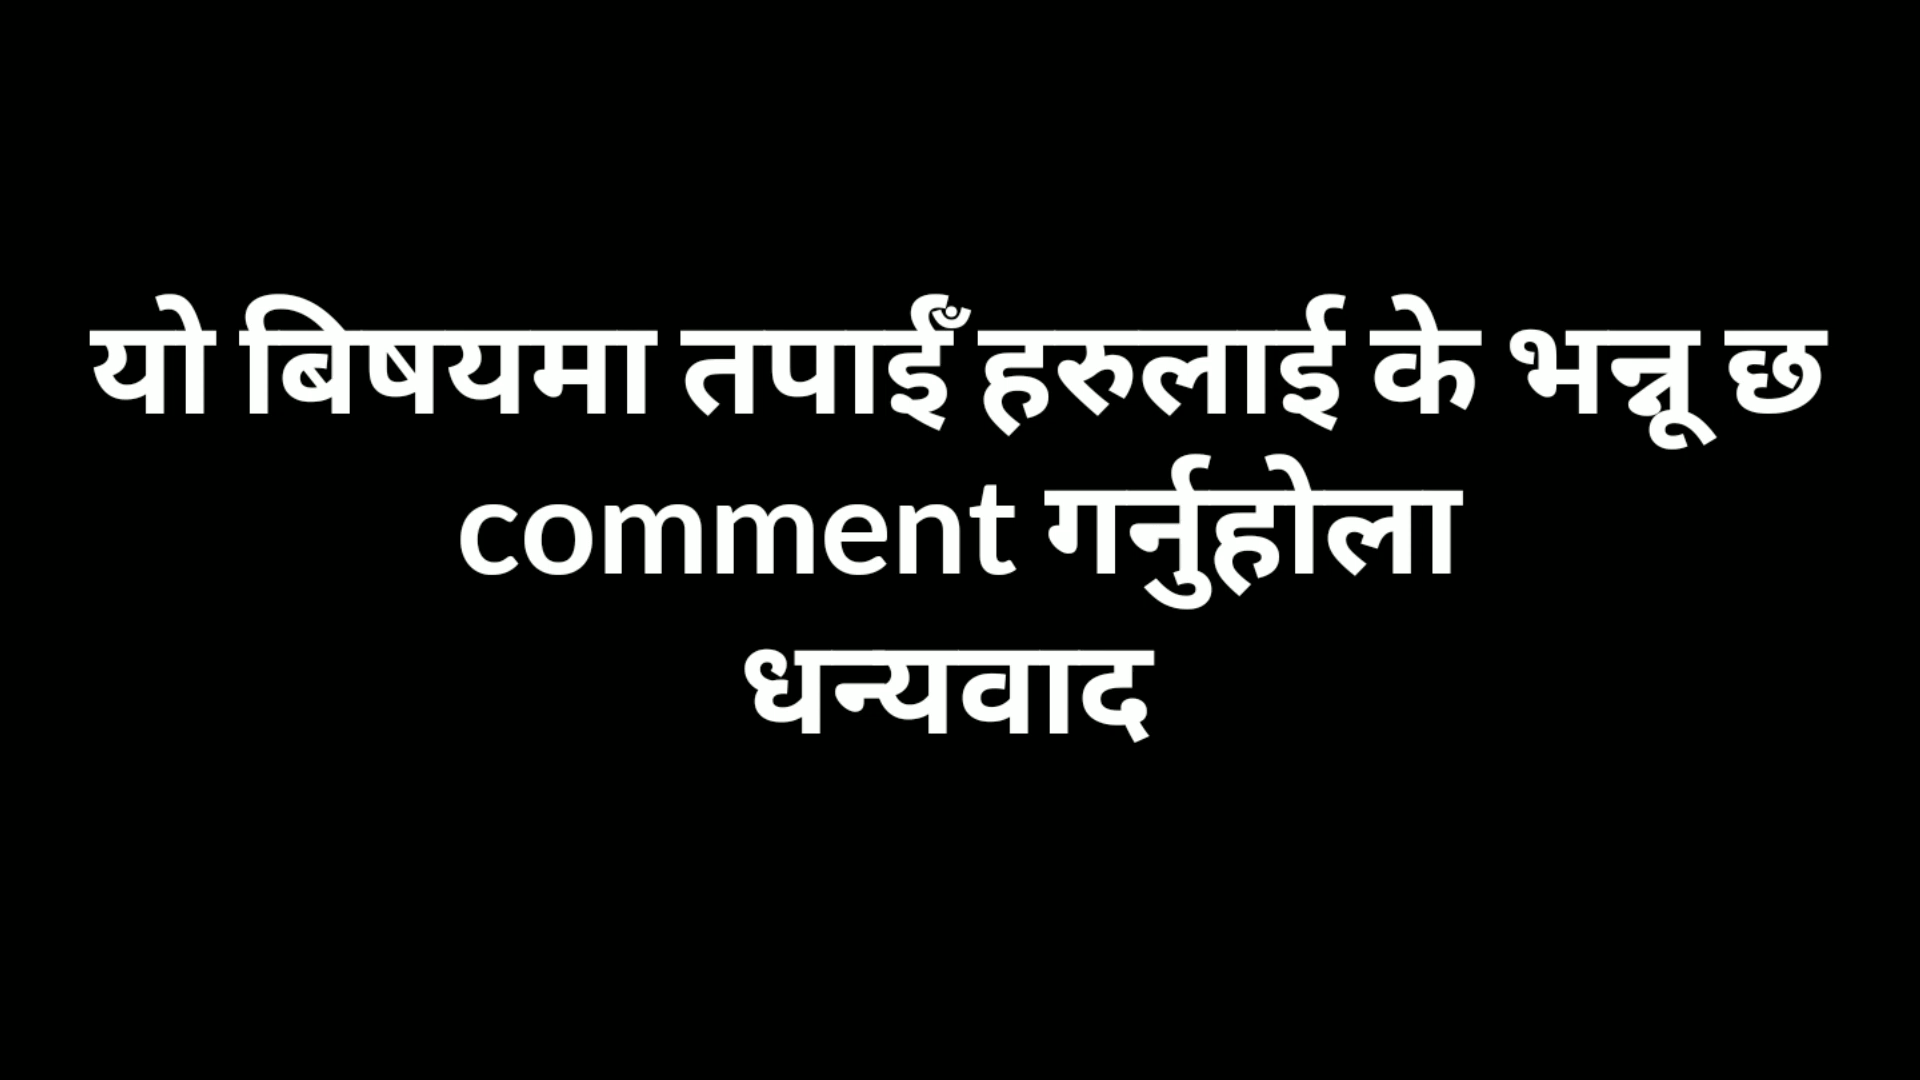 यो बिषयमा तपाईँ हरुलाई के भन्नू छ
comment गर्नुहोला
धन्यवाद